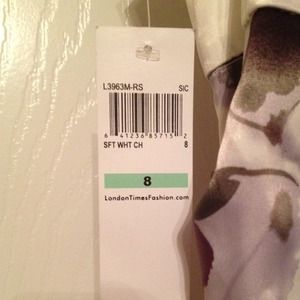 L3963M-RS SIC
6 41236 85715 2
SFT WHT CH 8
8
LondonTimesFashion.com